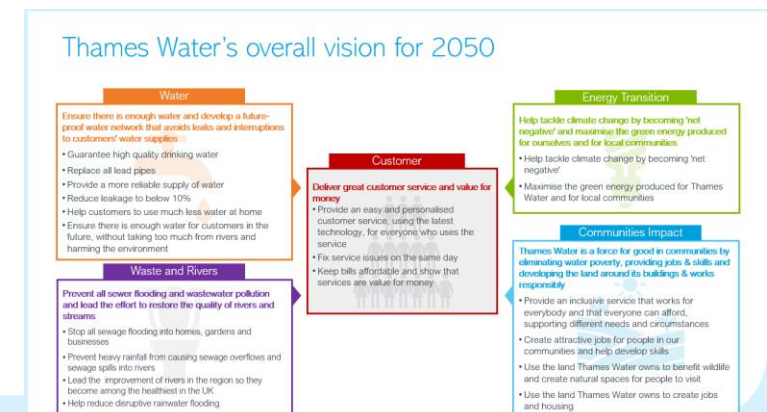 Thames Water's overall vision for 2050
Water
Ensure there is enough water and develop a future-
proof water network that avoids leaks and interruptions
to customers' water supplies
• Guarantee high quality drinking water
• Replace all lead pipes
• Provide a more reliable supply of water
• Reduce leakage to below 10%
• Help customers to use much less water at home
• Ensure there is enough water for customers in the
future, without taking too much from rivers and
harming the environment
Waste and Rivers
Prevent all sewer flooding and wastewater pollution
and lead the effort to restore the quality of rivers and
streams
• Stop all sewage flooding into homes, gardens and
businesses
• Prevent heavy rainfall from causing sewage overflows and
sewage spills into rivers
• Lead the improvement of rivers in the region so they
become among the healthiest in the UK
• Help reduce disruptive rainwater flooding
Customer
Deliver great customer service and value for
money
• Provide an easy and personalised
customer service, using the latest
technology, for everyone who uses the
service
• Fix service issues on the same day
• Keep bills affordable and show that
services are value for money
Energy Transition
Help tackle climate change by becoming 'net
negative' and maximise the green energy produced
for ourselves and for local communities
• Help tackle climate change by becoming 'net
negative'
• Maximise the green energy produced for Thames
Water and for local communities
Communities Impact
Thames Water is a force for good in communities by
eliminating water poverty, providing jobs & skills and
developing the land around its buildings & works
responsibly
• Provide an inclusive service that works for
everybody and that everyone can afford,
supporting different needs and circumstances
• Create attractive jobs for people in our
communities and help develop skills
• Use the land Thames Water owns to benefit wildlife
and create natural spaces for people to visit
• Use the land Thames Water owns to create jobs
and housing